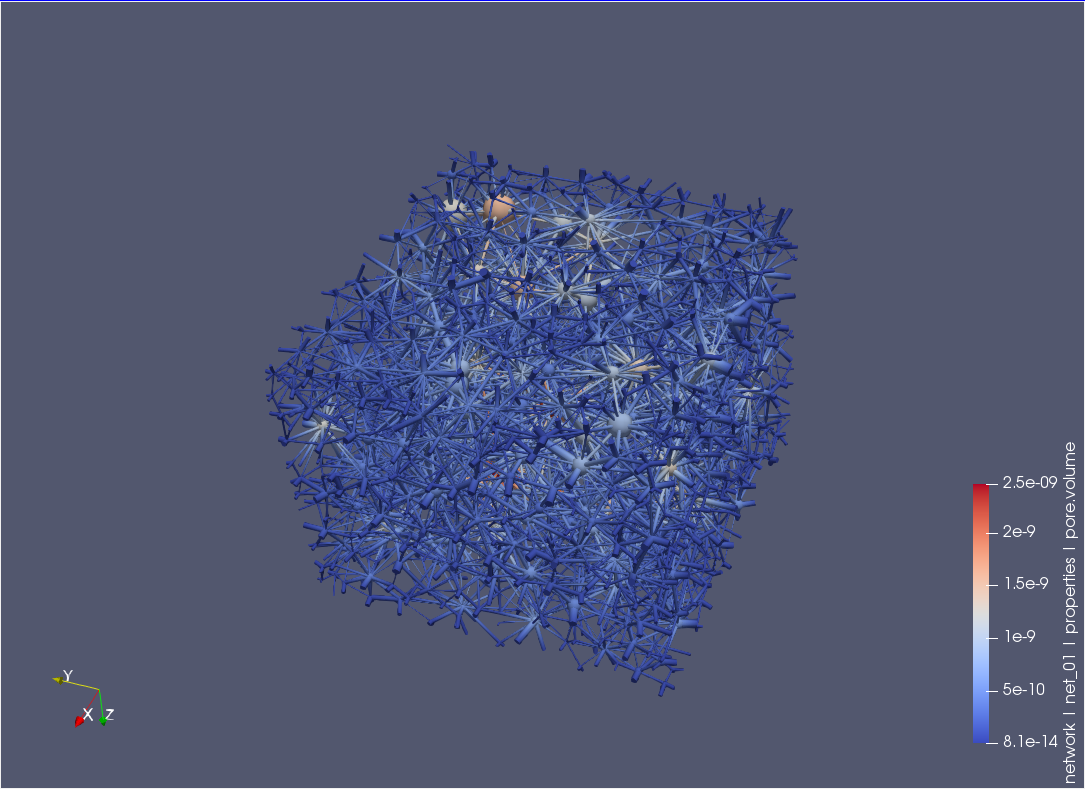 2.5e-09
2e-9
1.5e-9
1e-9
5e-10
8.1e-14
network | net_01 | properties | pore.volume
Y
X Z